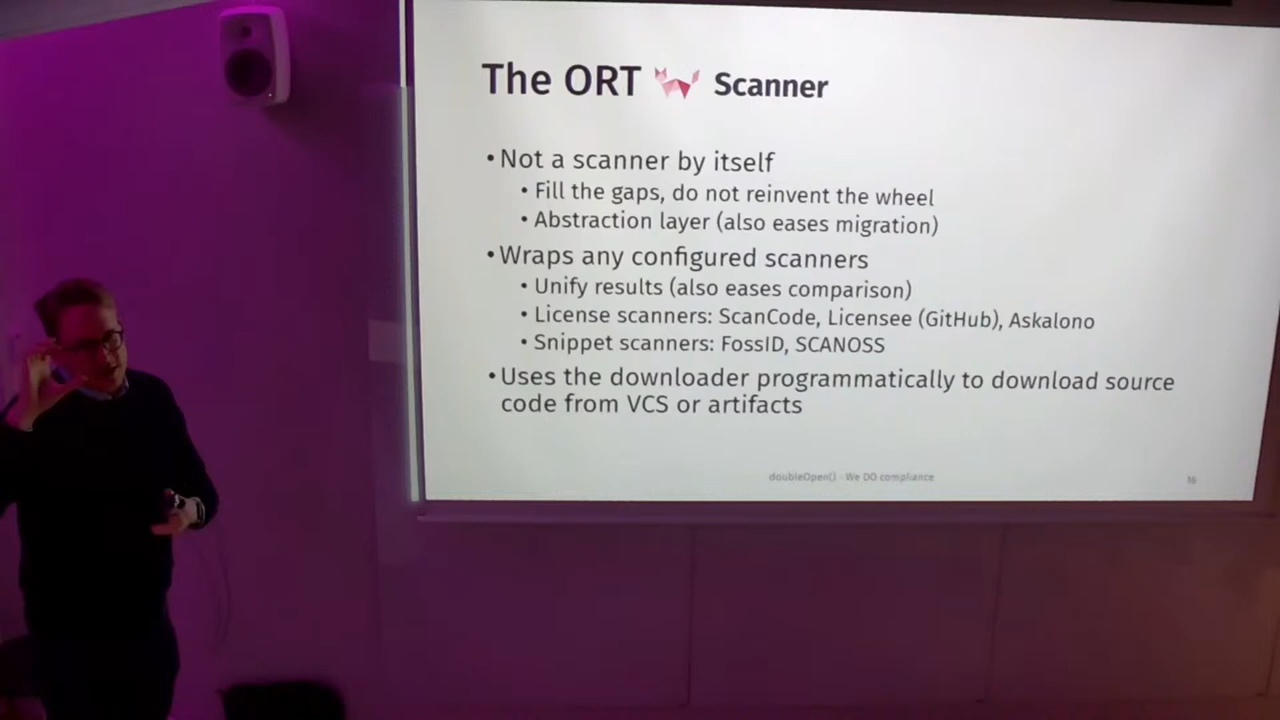 The ORT Scanner
• Not a scanner by itself
• Fill the gaps, do not reinvent the wheel
• Abstraction layer (also eases migration)
• Wraps any configured scanners
• Unify results (also eases comparison)
• License scanners: ScanCode, Licensee (GitHub), Askalono
• Snippet scanners: FossID, SCANOSS
• Uses the downloader programmatically to download source
code from VCS or artifacts
doubleOpen() - We DO compliance
16